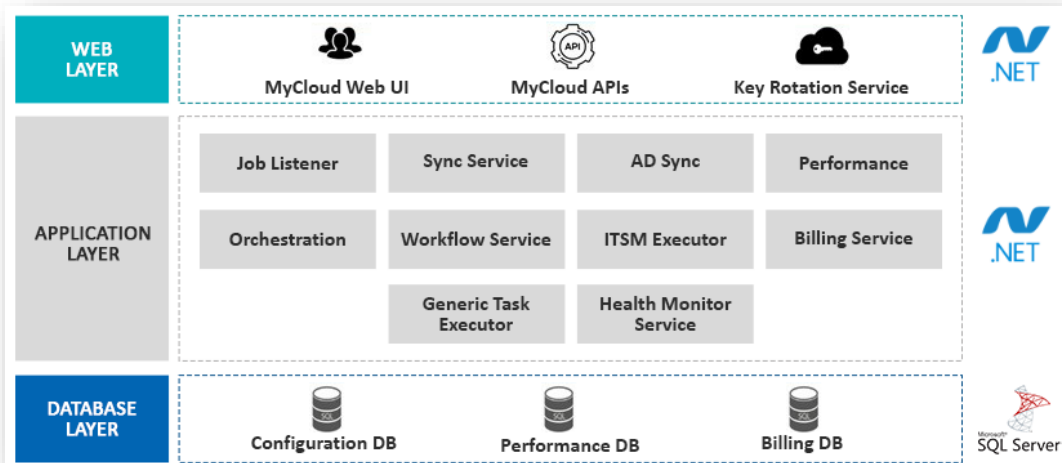 WEB
LAYER
API
MyCloud Web UI
MyCloud APIs
Key Rotation Service
.NET
APPLICATION
LAYER
Job Listener
Sync Service
AD Sync
Performance
Orchestration
Workflow Service
ITSM Executor
Billing Service
Generic Task
Executor
Health Monitor
Service
.NET
DATABASE
LAYER
SQL
Configuration DB
SQL
Performance DB
SQL
Billing DB
Microsoft®
SQL Server